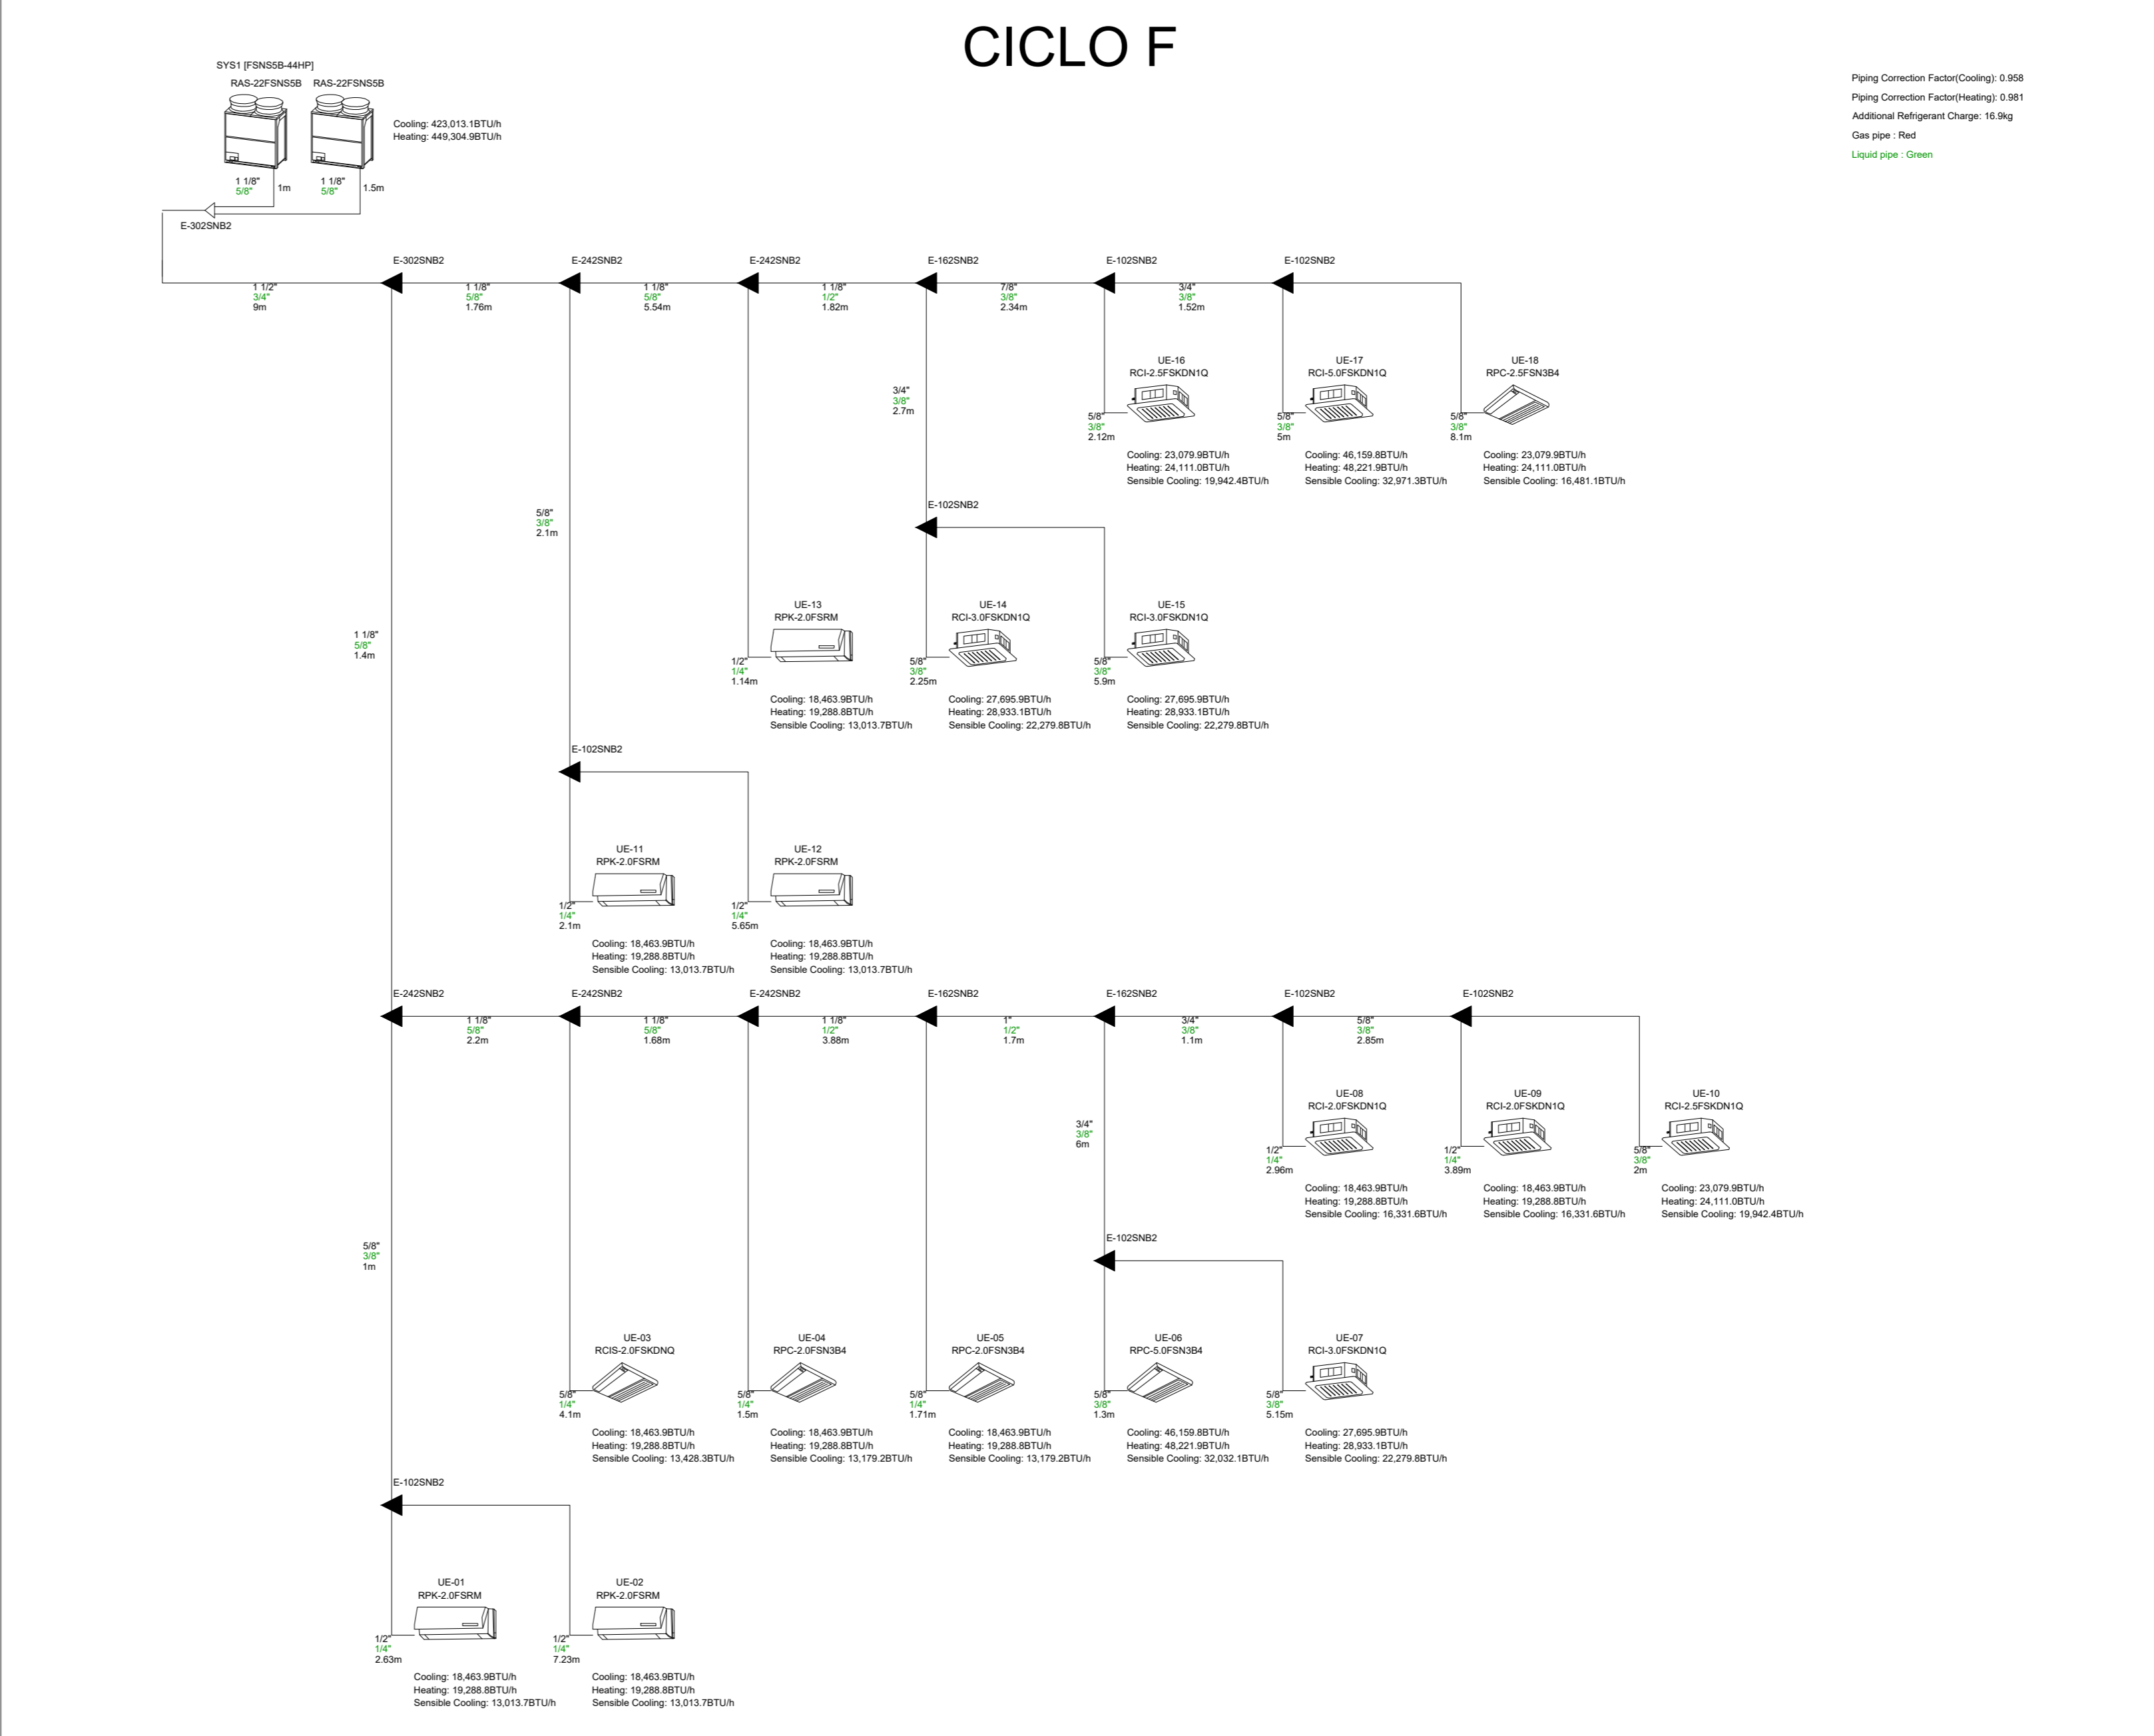 CICLO F
SYS1 [FSNS5B-44HP]
RAS-22FSNS5B RAS-22FSNS5B
Cooling: 423,013.1BTU/h
Heating: 449,304.9BTU/h
Piping Correction Factor(Cooling): 0.958
Piping Correction Factor(Heating): 0.981
Additional Refrigerant Charge: 16.9kg
Gas pipe : Red
Liquid pipe : Green
1 1/8"
5/8"
1m
1 1/8"
5/8"
1.5m
E-302SNB2
E-302SNB2
E-242SNB2
E-242SNB2
E-162SNB2
E-102SNB2
E-102SNB2
1 1/2"
3/4"
9m
1 1/8"
5/8"
1.76m
1 1/8"
5/8"
5.54m
1 1/8"
1/2"
1.82m
7/8"
3/8"
2.34m
3/4"
3/8"
1.52m
UE-16
RCI-2.5FSKDN1Q
5/8"
3/8"
2.12m
Cooling: 23,079.9BTU/h
Heating: 24,111.0BTU/h
Sensible Cooling: 19,942.4BTU/h
UE-17
RCI-5.0FSKDN1Q
5/8"
3/8"
5m
Cooling: 46,159.8BTU/h
Heating: 48,221.9BTU/h
Sensible Cooling: 32,971.3BTU/h
UE-18
RPC-2.5FSN3B4
5/8"
3/8"
8.1m
Cooling: 23,079.9BTU/h
Heating: 24,111.0BTU/h
Sensible Cooling: 16,481.1BTU/h
3/4"
3/8"
2.7m
E-102SNB2
5/8"
3/8"
2.1m
1 1/8"
5/8"
1.4m
UE-13
RPK-2.0FSRM
1/2"
1/4"
1.14m
Cooling: 18,463.9BTU/h
Heating: 19,288.8BTU/h
Sensible Cooling: 13,013.7BTU/h
UE-14
RCI-3.0FSKDN1Q
5/8"
3/8"
2.25m
Cooling: 27,695.9BTU/h
Heating: 28,933.1BTU/h
Sensible Cooling: 22,279.8BTU/h
UE-15
RCI-3.0FSKDN1Q
5/8"
3/8"
5.9m
Cooling: 27,695.9BTU/h
Heating: 28,933.1BTU/h
Sensible Cooling: 22,279.8BTU/h
E-102SNB2
UE-11
RPK-2.0FSRM
1/2"
1/4"
2.1m
Cooling: 18,463.9BTU/h
Heating: 19,288.8BTU/h
Sensible Cooling: 13,013.7BTU/h
UE-12
RPK-2.0FSRM
1/2"
1/4"
5.65m
Cooling: 18,463.9BTU/h
Heating: 19,288.8BTU/h
Sensible Cooling: 13,013.7BTU/h
E-242SNB2
E-242SNB2
E-242SNB2
E-162SNB2
E-162SNB2
E-102SNB2
E-102SNB2
1 1/8"
5/8"
2.2m
1 1/8"
5/8"
1.68m
1 1/8"
1/2"
3.88m
1"
1/2"
1.7m
3/4"
3/8"
1.1m
5/8"
3/8"
2.85m
UE-08
RCI-2.0FSKDN1Q
1/2"
1/4"
2.96m
Cooling: 18,463.9BTU/h
Heating: 19,288.8BTU/h
Sensible Cooling: 16,331.6BTU/h
UE-09
RCI-2.0FSKDN1Q
1/2"
1/4"
3.89m
Cooling: 18,463.9BTU/h
Heating: 19,288.8BTU/h
Sensible Cooling: 16,331.6BTU/h
UE-10
RCI-2.5FSKDN1Q
5/8"
3/8"
2m
Cooling: 23,079.9BTU/h
Heating: 24,111.0BTU/h
Sensible Cooling: 19,942.4BTU/h
3/4"
3/8"
6m
E-102SNB2
5/8"
3/8"
1m
UE-03
RCIS-2.0FSKDNQ
5/8"
1/4"
4.1m
Cooling: 18,463.9BTU/h
Heating: 19,288.8BTU/h
Sensible Cooling: 13,428.3BTU/h
UE-04
RPC-2.0FSN3B4
5/8"
1/4"
1.5m
Cooling: 18,463.9BTU/h
Heating: 19,288.8BTU/h
Sensible Cooling: 13,179.2BTU/h
UE-05
RPC-2.0FSN3B4
5/8"
1/4"
1.71m
Cooling: 18,463.9BTU/h
Heating: 19,288.8BTU/h
Sensible Cooling: 13,179.2BTU/h
UE-06
RPC-5.0FSN3B4
5/8"
3/8"
1.3m
Cooling: 46,159.8BTU/h
Heating: 48,221.9BTU/h
Sensible Cooling: 32,032.1BTU/h
UE-07
RCI-3.0FSKDN1Q
5/8"
3/8"
5.15m
Cooling: 27,695.9BTU/h
Heating: 28,933.1BTU/h
Sensible Cooling: 22,279.8BTU/h
E-102SNB2
UE-01
RPK-2.0FSRM
1/2"
1/4"
2.63m
Cooling: 18,463.9BTU/h
Heating: 19,288.8BTU/h
Sensible Cooling: 13,013.7BTU/h
UE-02
RPK-2.0FSRM
1/2"
1/4"
7.23m
Cooling: 18,463.9BTU/h
Heating: 19,288.8BTU/h
Sensible Cooling: 13,013.7BTU/h